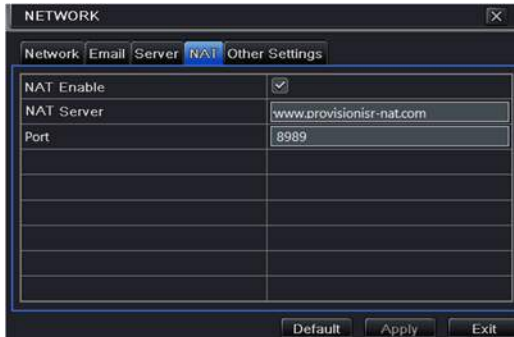 NETWORK
Network Email Server NAT Other Settings
NAT Enable
NAT Server www.provisionisr-nat.com
Port 8989
Default Apply Exit